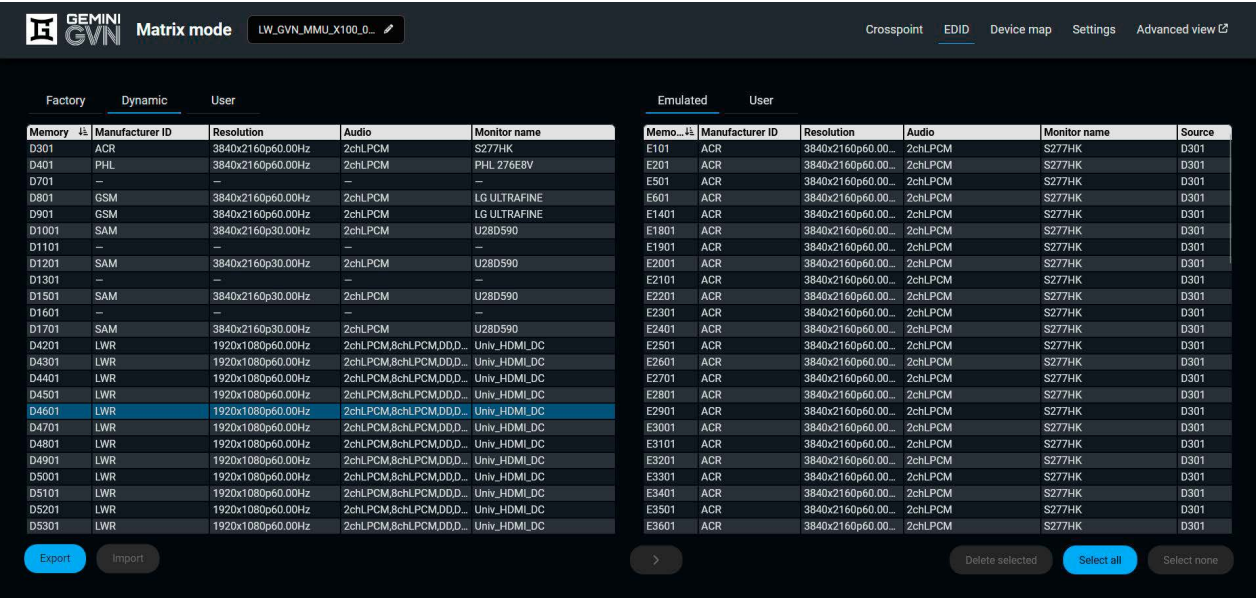 GEMINI GVN Matrix mode LW_GVN_MMU_X100_0... Crosspoint EDID Device map Settings Advanced view
Factory Dynamic User
Memory Manufacturer ID Resolution Audio Monitor name
D301 ACR 3840x2160p60.00Hz 2chLPCM S277HK
D401 PHL 3840x2160p60.00Hz 2chLPCM PHL 276E8V
D701 – – – –
D801 GSM 3840x2160p60.00Hz 2chLPCM LG ULTRAFINE
D901 GSM 3840x2160p60.00Hz 2chLPCM LG ULTRAFINE
D1001 SAM 3840x2160p30.00Hz 2chLPCM U28D590
D1101 – – – –
D1201 SAM 3840x2160p30.00Hz 2chLPCM U28D590
D1301 – – – –
D1501 SAM 3840x2160p30.00Hz 2chLPCM U28D590
D1601 – – – –
D1701 SAM 3840x2160p30.00Hz 2chLPCM U28D590
D4201 LWR 1920x1080p60.00Hz 2chLPCM,8chLPCM,DD,D... Univ_HDMI_DC
D4301 LWR 1920x1080p60.00Hz 2chLPCM,8chLPCM,DD,D... Univ_HDMI_DC
D4401 LWR 1920x1080p60.00Hz 2chLPCM,8chLPCM,DD,D... Univ_HDMI_DC
D4501 LWR 1920x1080p60.00Hz 2chLPCM,8chLPCM,DD,D... Univ_HDMI_DC
D4601 LWR 1920x1080p60.00Hz 2chLPCM,8chLPCM,DD,D... Univ_HDMI_DC
D4701 LWR 1920x1080p60.00Hz 2chLPCM,8chLPCM,DD,D... Univ_HDMI_DC
D4801 LWR 1920x1080p60.00Hz 2chLPCM,8chLPCM,DD,D... Univ_HDMI_DC
D4901 LWR 1920x1080p60.00Hz 2chLPCM,8chLPCM,DD,D... Univ_HDMI_DC
D5001 LWR 1920x1080p60.00Hz 2chLPCM,8chLPCM,DD,D... Univ_HDMI_DC
D5101 LWR 1920x1080p60.00Hz 2chLPCM,8chLPCM,DD,D... Univ_HDMI_DC
D5201 LWR 1920x1080p60.00Hz 2chLPCM,8chLPCM,DD,D... Univ_HDMI_DC
D5301 LWR 1920x1080p60.00Hz 2chLPCM,8chLPCM,DD,D... Univ_HDMI_DC
Export Import
Emulated User
Memo... Manufacturer ID Resolution Audio Monitor name Source
E101 ACR 3840x2160p60.00... 2chLPCM S277HK D301
E201 ACR 3840x2160p60.00... 2chLPCM S277HK D301
E501 ACR 3840x2160p60.00... 2chLPCM S277HK D301
E601 ACR 3840x2160p60.00... 2chLPCM S277HK D301
E1401 ACR 3840x2160p60.00... 2chLPCM S277HK D301
E1801 ACR 3840x2160p60.00... 2chLPCM S277HK D301
E1901 ACR 3840x2160p60.00... 2chLPCM S277HK D301
E2001 ACR 3840x2160p60.00... 2chLPCM S277HK D301
E2101 ACR 3840x2160p60.00... 2chLPCM S277HK D301
E2201 ACR 3840x2160p60.00... 2chLPCM S277HK D301
E2301 ACR 3840x2160p60.00... 2chLPCM S277HK D301
E2401 ACR 3840x2160p60.00... 2chLPCM S277HK D301
E2501 ACR 3840x2160p60.00... 2chLPCM S277HK D301
E2601 ACR 3840x2160p60.00... 2chLPCM S277HK D301
E2701 ACR 3840x2160p60.00... 2chLPCM S277HK D301
E2801 ACR 3840x2160p60.00... 2chLPCM S277HK D301
E2901 ACR 3840x2160p60.00... 2chLPCM S277HK D301
E3001 ACR 3840x2160p60.00... 2chLPCM S277HK D301
E3101 ACR 3840x2160p60.00... 2chLPCM S277HK D301
E3201 ACR 3840x2160p60.00... 2chLPCM S277HK D301
E3301 ACR 3840x2160p60.00... 2chLPCM S277HK D301
E3401 ACR 3840x2160p60.00... 2chLPCM S277HK D301
E3501 ACR 3840x2160p60.00... 2chLPCM S277HK D301
E3601 ACR 3840x2160p60.00... 2chLPCM S277HK D301
> Delete selected Select all Select none